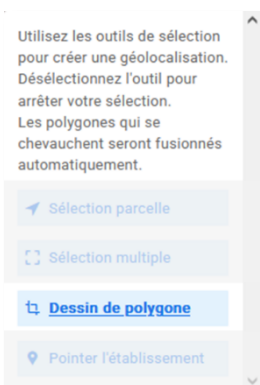 Utilisez les outils de sélection
pour créer une géolocalisation.
Désélectionnez l'outil pour
arrêter votre sélection.
Les polygones qui se
chevauchent seront fusionnés
automatiquement.
Sélection parcelle
Sélection multiple
Dessin de polygone
Pointer l'établissement